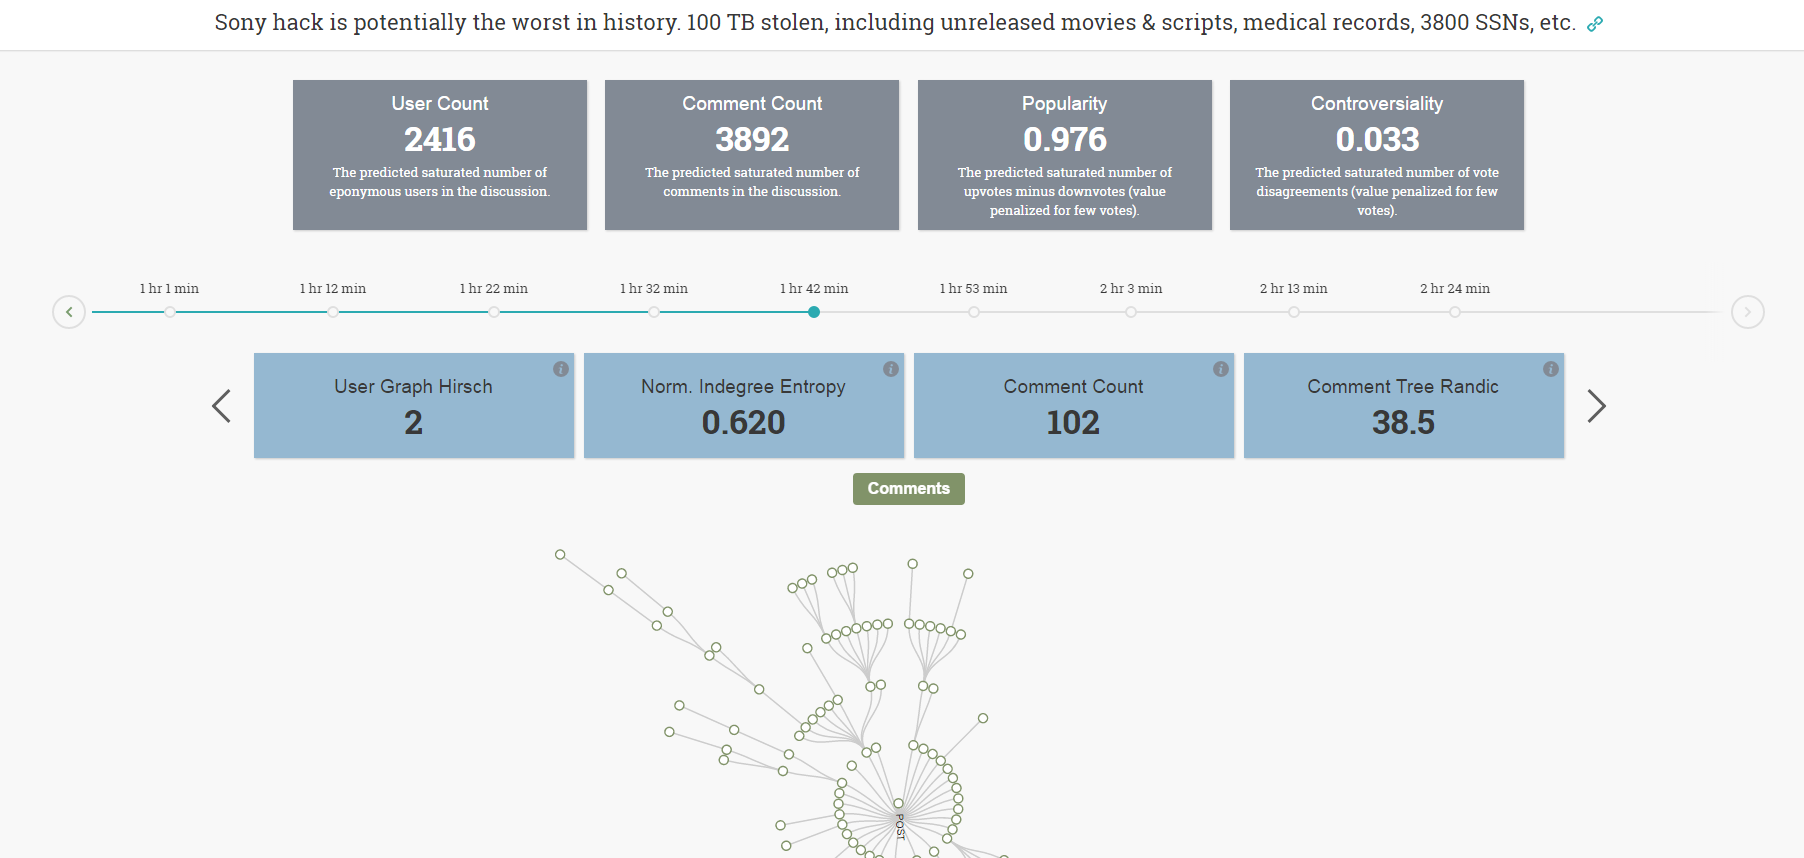 Sony hack is potentially the worst in history. 100 TB stolen, including unreleased movies & scripts, medical records, 3800 SSNs, etc.
User Count
2416
The predicted saturated number of
eponymous users in the discussion.
Comment Count
3892
The predicted saturated number of
comments in the discussion.
Popularity
0.976
The predicted saturated number of
upvotes minus downvotes (value
penalized for few votes).
Controversiality
0.033
The predicted saturated number of vote
disagreements (value penalized for few
votes).
1 hr 1 min
1 hr 12 min
1 hr 22 min
1 hr 32 min
1 hr 42 min
1 hr 53 min
2 hr 3 min
2 hr 13 min
2 hr 24 min
i
User Graph Hirsch
2
i
Norm. Indegree Entropy
0.620
i
Comment Count
102
i
Comment Tree Randic
38.5
Comments
POST